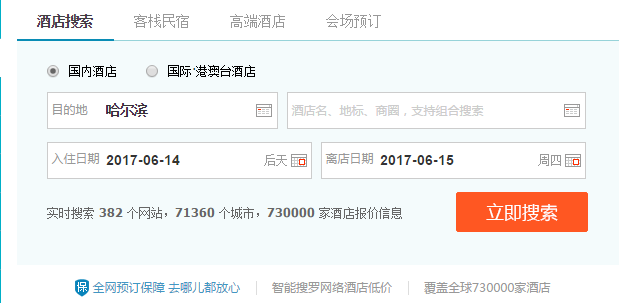 酒店搜索 客栈民宿 高端酒店 会场预订
国内酒店 国际·港澳台酒店
目的地 哈尔滨 酒店名、地标、商圈，支持组合搜索
入住日期 2017-06-14 后天 离店日期 2017-06-15 周四
实时搜索 382 个网站，71360 个城市，730000 家酒店报价信息 立即搜索
保 全网预订保障 去哪儿都放心 智能搜罗网络酒店低价 覆盖全球730000家酒店